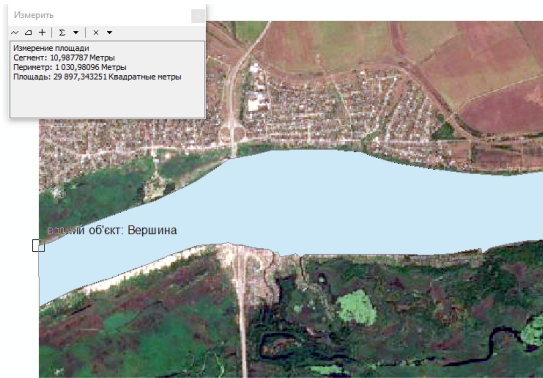 Измерить
Измерение площади
Сегмент: 10,987787 Метры
Периметр: 1 030,98096 Метры
Площадь: 29 897,343251 Квадратные метры
водний об'єкт: Вершина